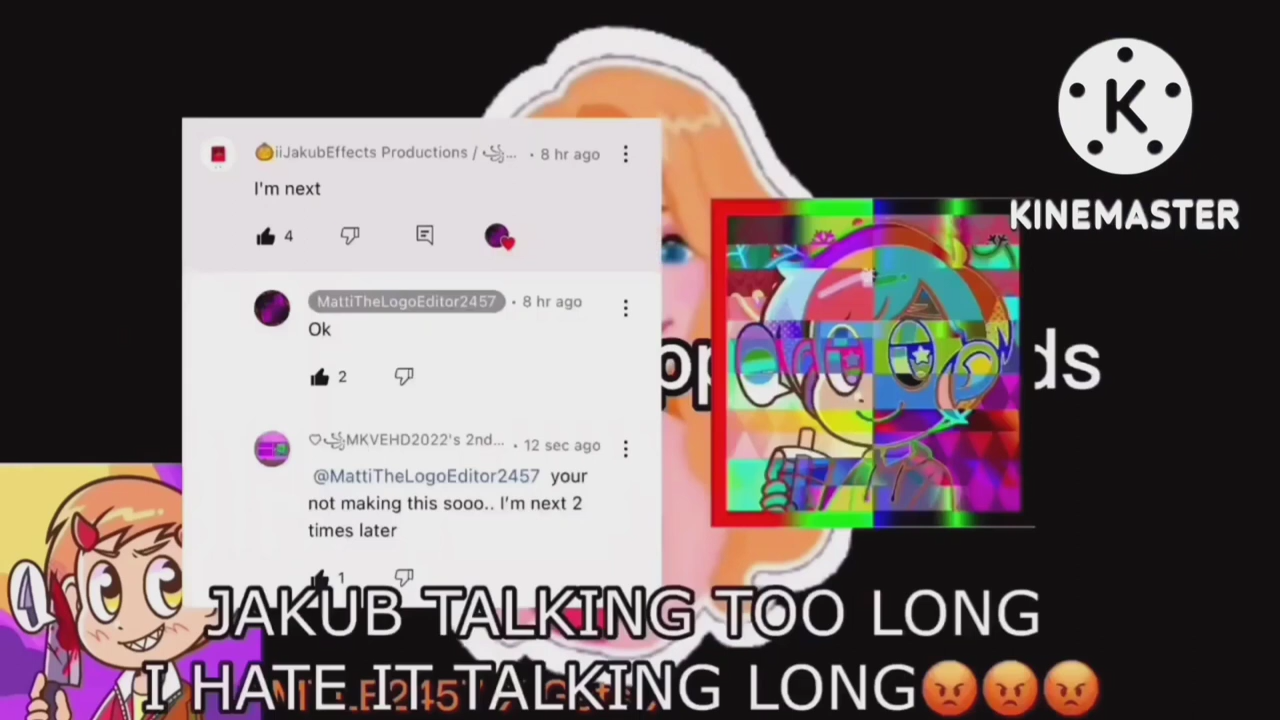 K
KINEMASTER
iiJakubEffects Productions / ꧁... • 8 hr ago
I'm next
4
MattiTheLogoEditor2457 • 8 hr ago
Ok
2
♡꧁MKVEHD2022's 2nd... • 12 sec ago
@MattiTheLogoEditor2457 your
not making this sooo.. I'm next 2
times later
1
ds
JAKUB TALKING TOO LONG
I HATE IT TALKING LONG😡😡😡